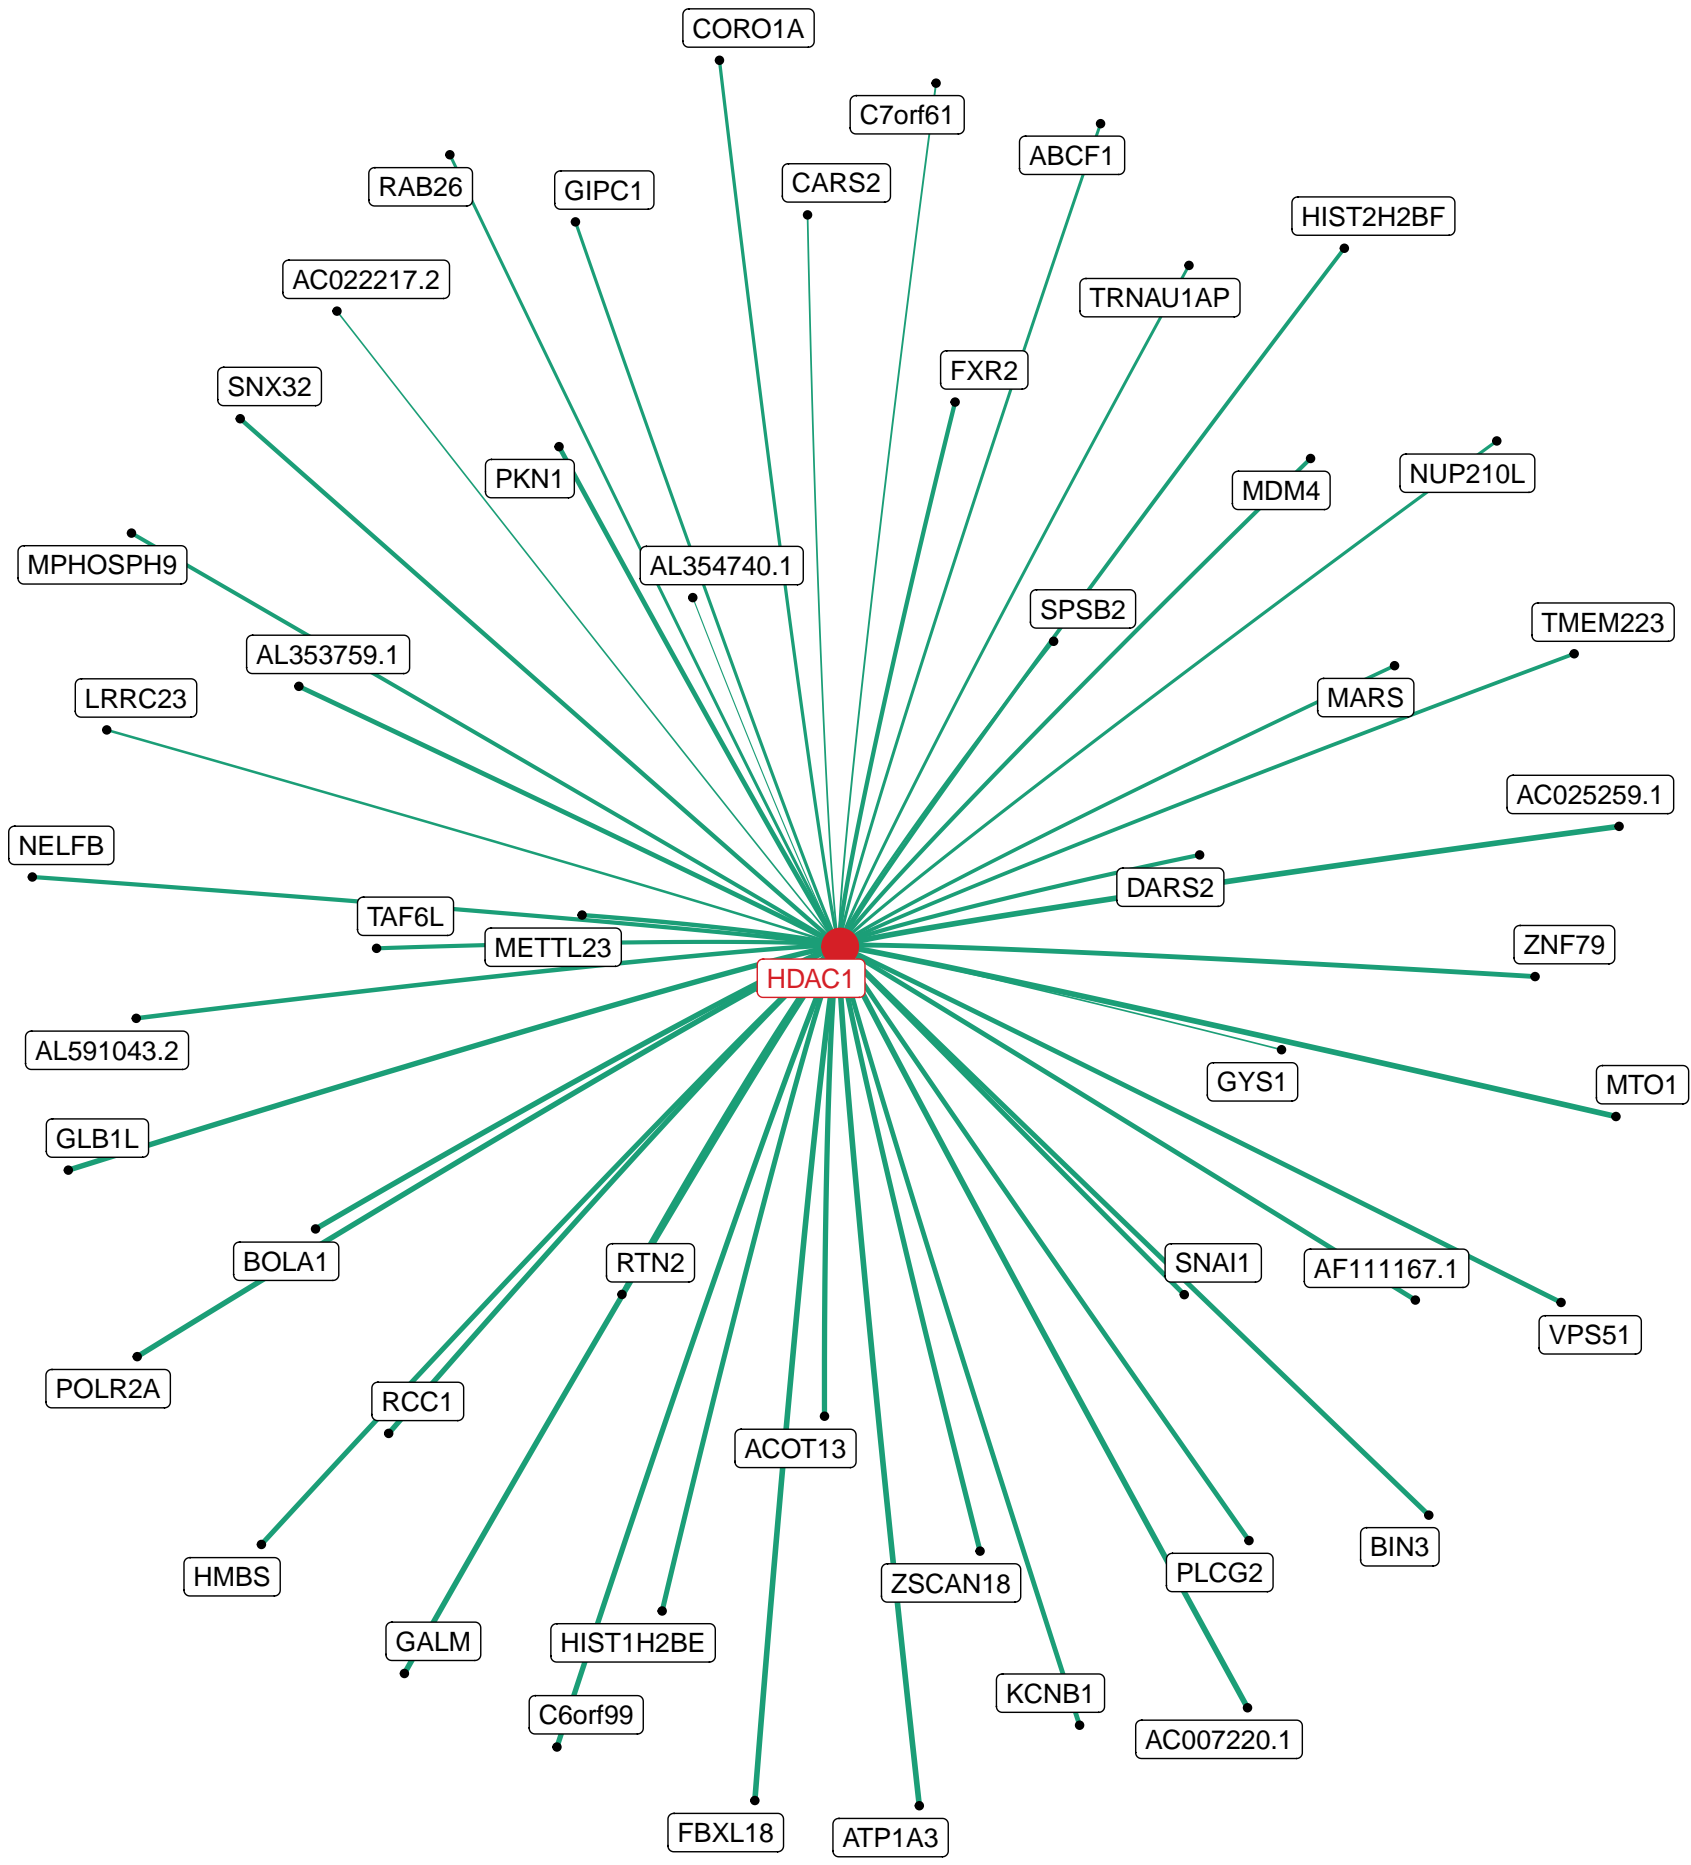 CORO1A
C7orf61
ABCF1
CARS2
RAB26
GIPC1
HIST2H2BF
AC022217.2
TRNAU1AP
FXR2
SNX32
NUP210L
PKN1
MDM4
MPHOSPH9
AL354740.1
SPSB2
TMEM223
AL353759.1
LRRC23
MARS
AC025259.1
NELFB
DARS2
TAF6L
METTL23
ZNF79
HDAC1
AL591043.2
GYS1
MTO1
GLB1L
BOLA1
RTN2
SNAI1
AF111167.1
VPS51
POLR2A
RCC1
ACOT13
BIN3
HMBS
PLCG2
ZSCAN18
GALM
HIST1H2BE
KCNB1
C6orf99
AC007220.1
FBXL18
ATP1A3